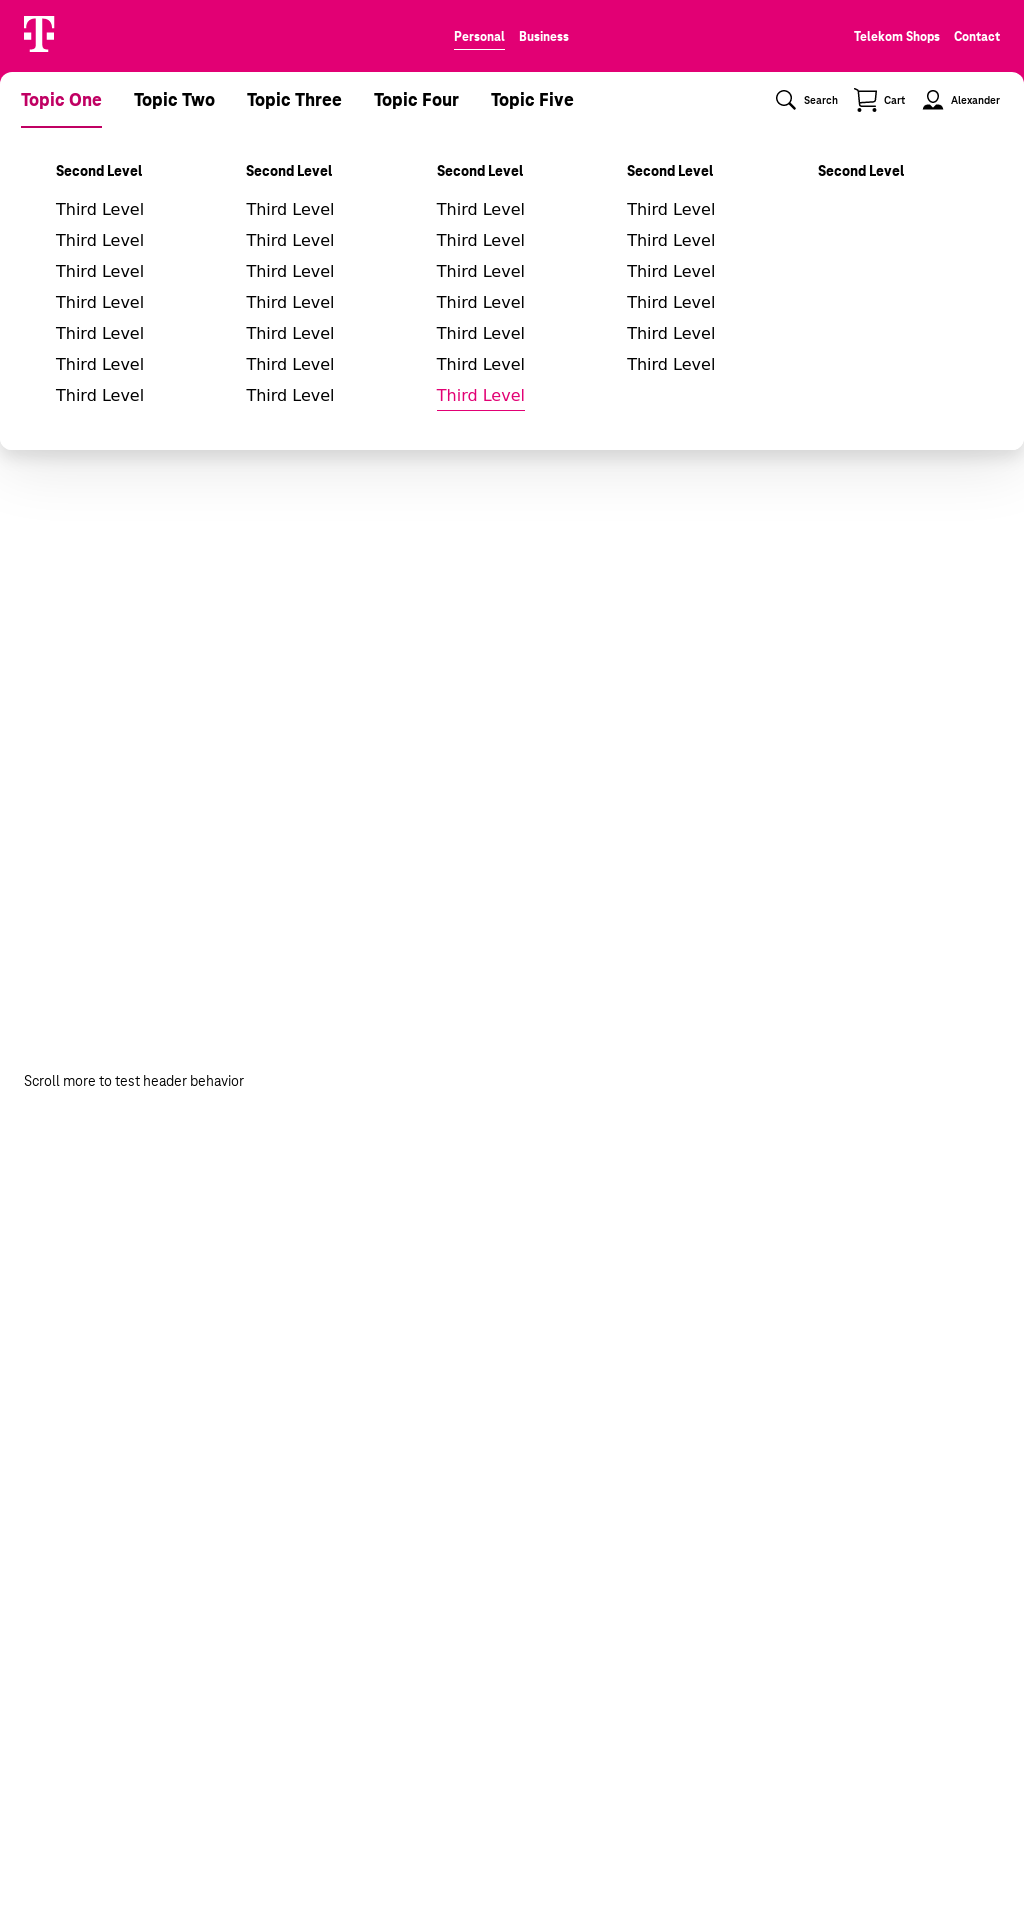 T
Personal Business
Telekom Shops Contact
Topic One Topic Two Topic Three Topic Four Topic Five
Search Cart Alexander
Second Level Second Level Second Level Second Level Second Level
Third Level Third Level Third Level Third Level
Third Level Third Level Third Level Third Level
Third Level Third Level Third Level Third Level
Third Level Third Level Third Level Third Level
Third Level Third Level Third Level Third Level
Third Level Third Level Third Level Third Level
Third Level Third Level Third Level
Scroll more to test header behavior